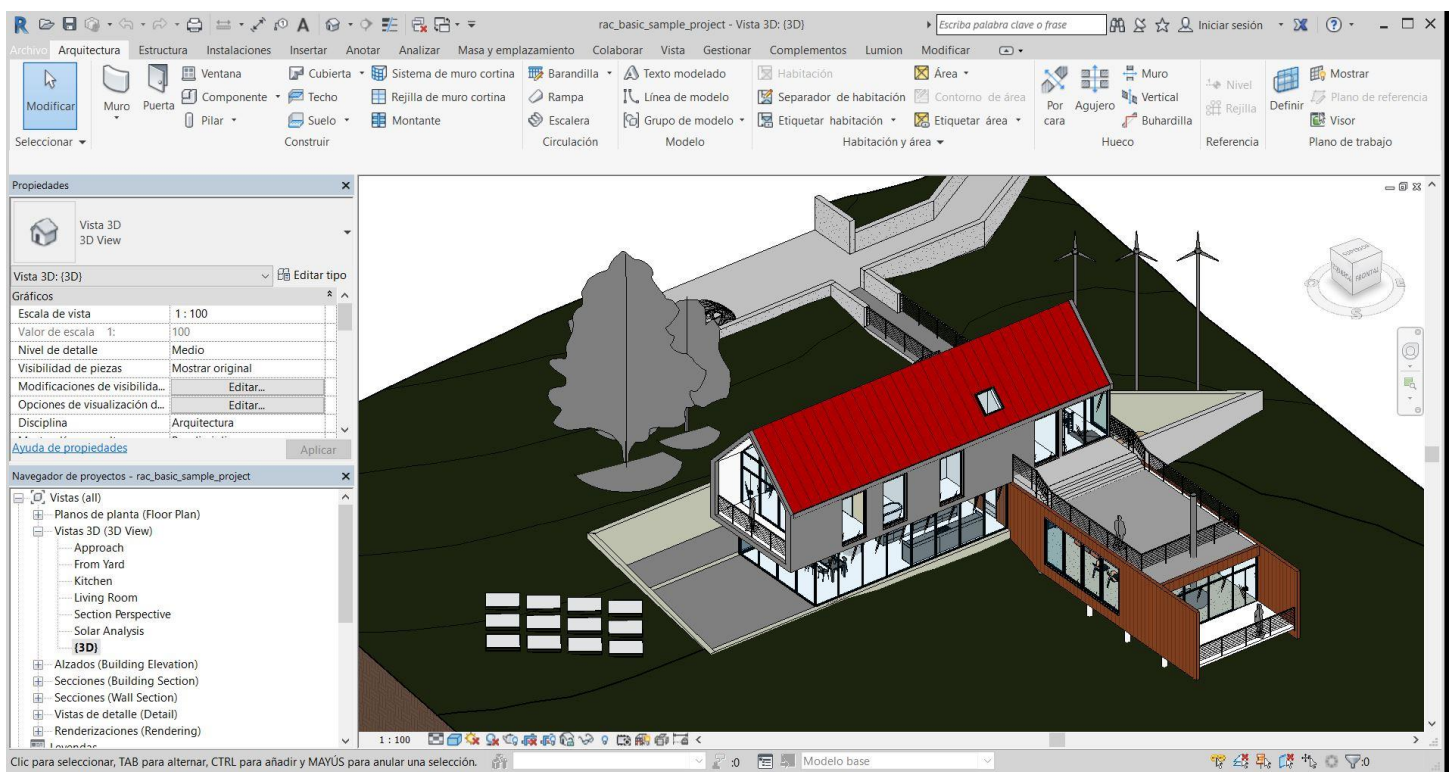 rac_basic_sample_project - Vista 3D: {3D}
Escriba palabra clave o frase
Iniciar sesión
Archivo Arquitectura Estructura Instalaciones Insertar Anotar Analizar Masa y emplazamiento Colaborar Vista Gestionar Complementos Lumion Modificar
Modificar
Muro
Puerta
Ventana
Componente
Pilar
Cubierta
Techo
Suelo
Sistema de muro cortina
Rejilla de muro cortina
Montante
Barandilla
Rampa
Escalera
Texto modelado
Línea de modelo
Grupo de modelo
Habitación
Separador de habitación
Etiquetar habitación
Área
Contorno de área
Etiquetar área
Por cara
Agujero
Muro
Vertical
Buhardilla
Nivel
Rejilla
Definir
Mostrar
Plano de referencia
Visor
Seleccionar Construir Circulación Modelo Habitación y área Hueco Referencia Plano de trabajo
Propiedades
Vista 3D
3D View
Vista 3D: {3D} Editar tipo
Gráficos
Escala de vista 1 : 100
Valor de escala 1: 100
Nivel de detalle Medio
Visibilidad de piezas Mostrar original
Modificaciones de visibilida... Editar...
Opciones de visualización d... Editar...
Disciplina Arquitectura
Ayuda de propiedades Aplicar
Navegador de proyectos - rac_basic_sample_project
Vistas (all)
Planos de planta (Floor Plan)
Vistas 3D (3D View)
Approach
From Yard
Kitchen
Living Room
Section Perspective
Solar Analysis
{3D}
Alzados (Building Elevation)
Secciones (Building Section)
Secciones (Wall Section)
Vistas de detalle (Detail)
Renderizaciones (Rendering)
Leyendas
FRONTAL
S
1 : 100
Clic para seleccionar, TAB para alternar, CTRL para añadir y MAYÚS para anular una selección.
:0
Modelo base
:0